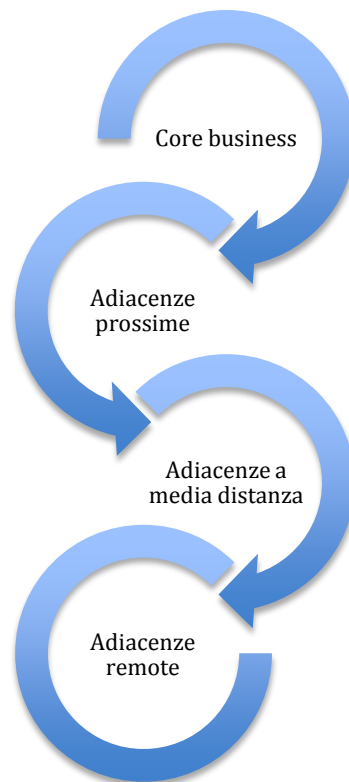 Core business
Adiacenze
prossime
Adiacenze a
media distanza
Adiacenze
remote